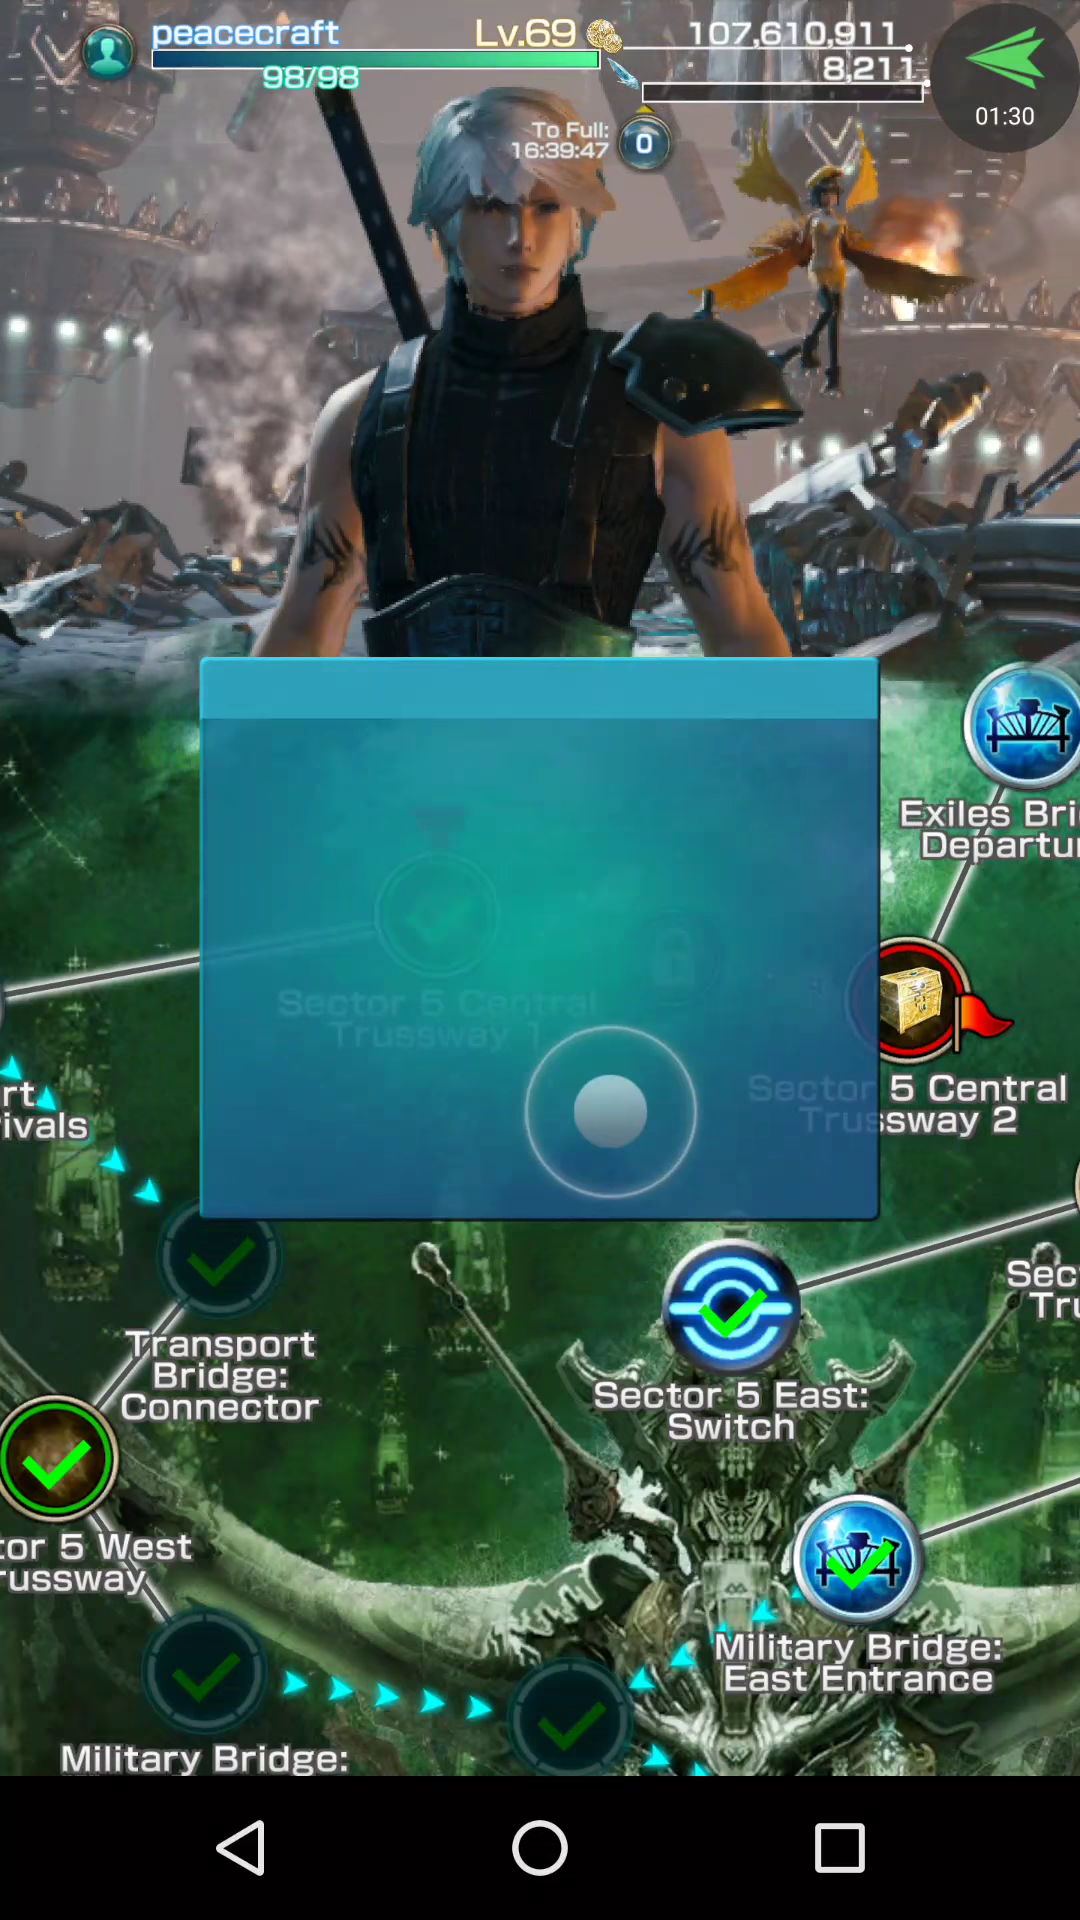 peacecraft
Lv.69
107,610,911
98/98
8,211
To Full:
16:39:47
0
01:30
Exiles Bri
Departu
Sector 5 Central
Trussway 1
Sector 5 Central
Trussway 2
rt
ivals
Transport
Bridge:
Connector
Sec
Tru
Sector 5 East:
Switch
tor 5 West
russway
Military Bridge:
East Entrance
Military Bridge: